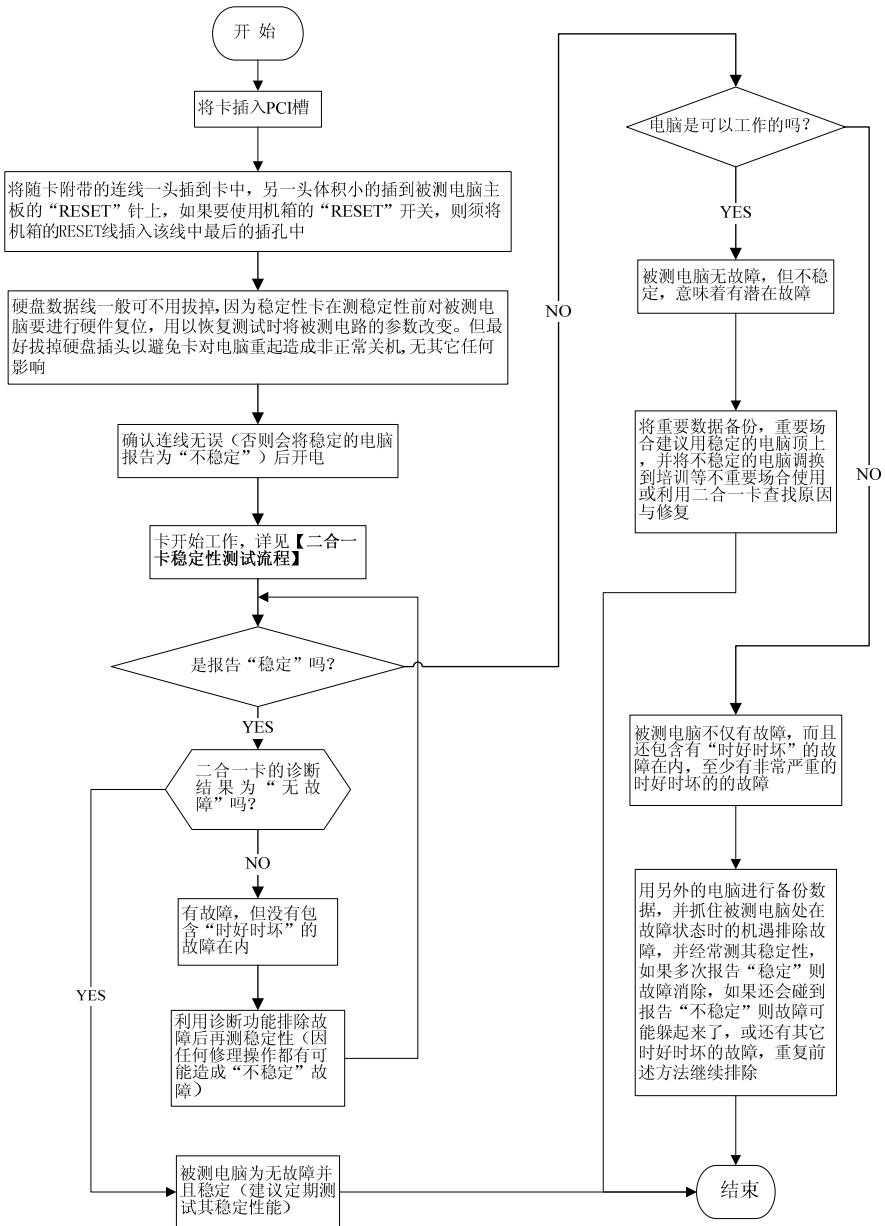 开 始
将卡插入PCI槽
将随卡附带的连线一头插到卡中，另一头体积小的插到被测电脑主
板的“RESET”针上，如果要使用机箱的“RESET”开关，则须将
机箱的RESET线插入该线中最后的插孔中
硬盘数据线一般可不用拔掉,因为稳定性卡在测稳定性前对被测电
脑要进行硬件复位，用以恢复测试时将被测电路的参数改变。但最
好拔掉硬盘插头以避免卡对电脑重起造成非正常关机,无其它任何
影响
确认连线无误（否则会将稳定的电脑
报告为“不稳定”）后开电
卡开始工作，详见【二合一
卡稳定性测试流程】
是报告“稳定”吗？
YES
NO
二合一卡的诊断
结果为“无故
障”吗？
NO
YES
有故障，但没有包
含“时好时坏”的
故障在内
利用诊断功能排除故
障后再测稳定性（因
任何修理操作都有可
能造成“不稳定”故
障）
被测电脑为无故障并
且稳定（建议定期测
试其稳定性能）
电脑是可以工作的吗？
YES
NO
被测电脑无故障，但不稳
定，意味着有潜在故障
将重要数据备份，重要场
合建议用稳定的电脑顶上
，并将不稳定的电脑调换
到培训等不重要场合使用
或利用二合一卡查找原因
与修复
被测电脑不仅有故障，而且
还包含有“时好时坏”的故
障在内，至少有非常严重的
时好时坏的的故障
用另外的电脑进行备份数
据，并抓住被测电脑处在
故障状态时的机遇排除故
障，并经常测其稳定性，
如果多次报告“稳定”则
故障消除，如果还会碰到
报告“不稳定”则故障可
能躲起来了，或还有其它
时好时坏的故障，重复前
述方法继续排除
结束